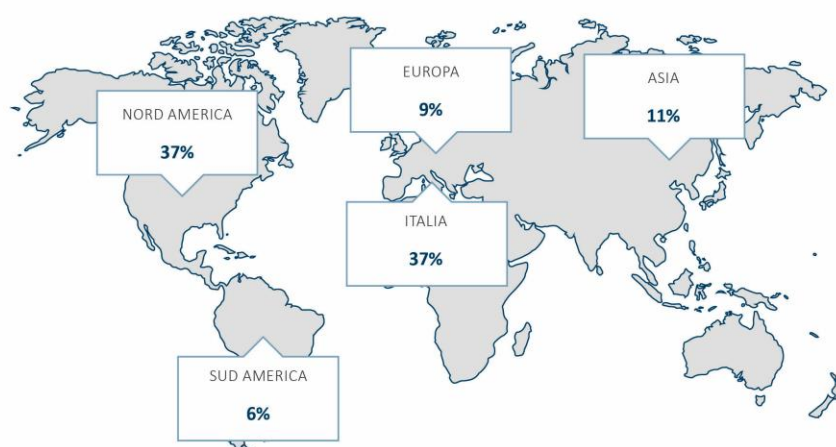 EUROPA
9%
ASIA
11%
NORD AMERICA
37%
ITALIA
37%
SUD AMERICA
6%